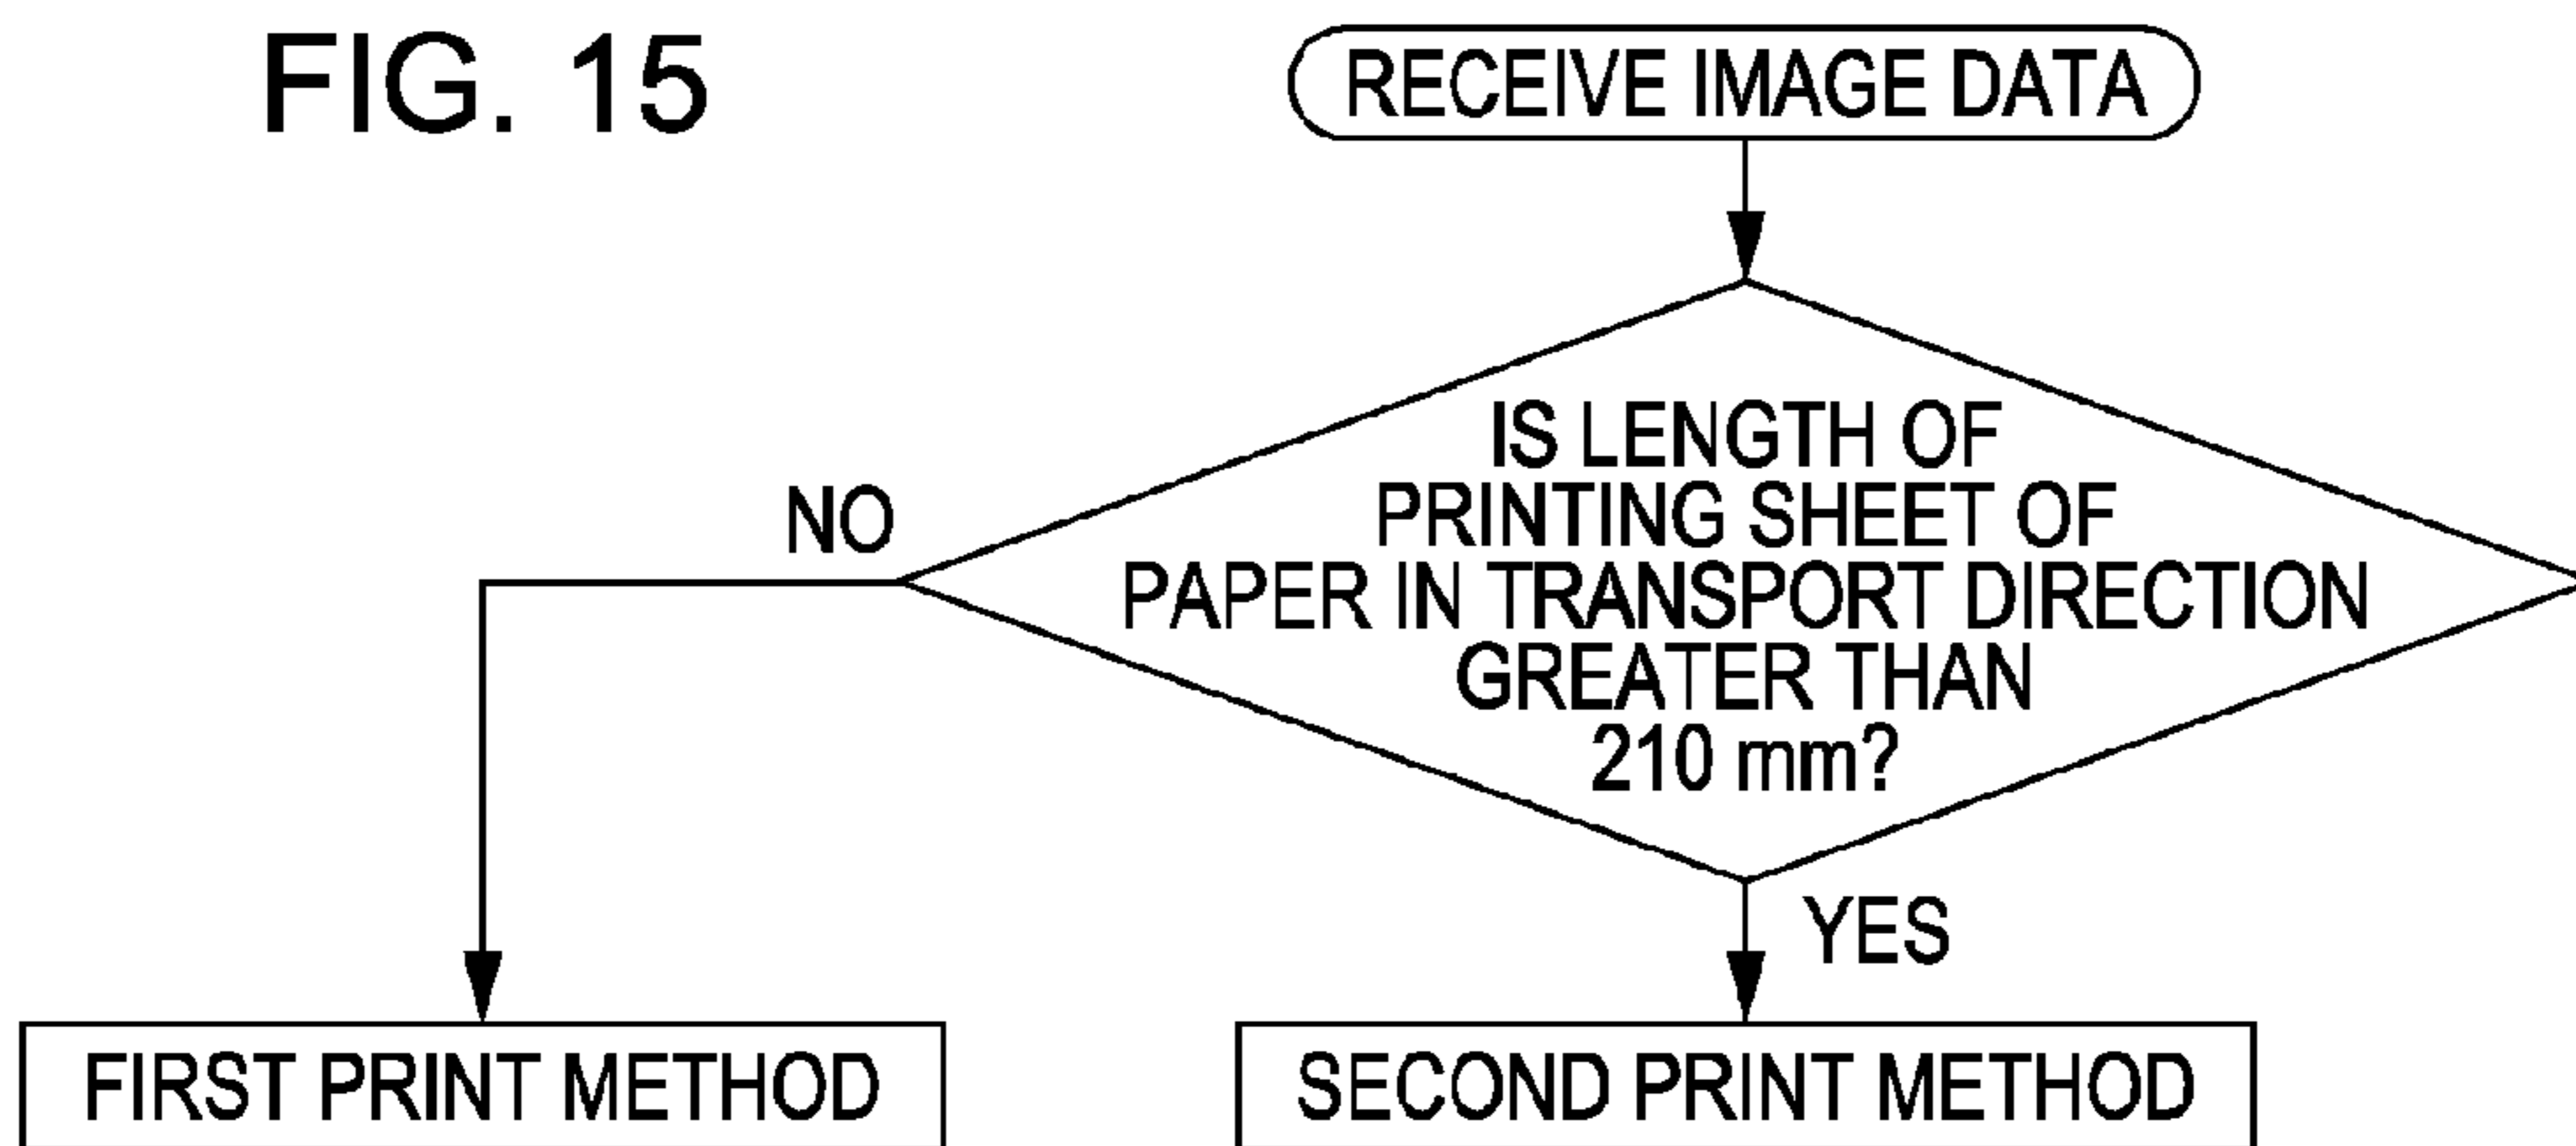 FIG. 15
RECEIVE IMAGE DATA
IS LENGTH OF
PRINTING SHEET OF
PAPER IN TRANSPORT DIRECTION
GREATER THAN
210 mm?
NO
YES
FIRST PRINT METHOD
SECOND PRINT METHOD